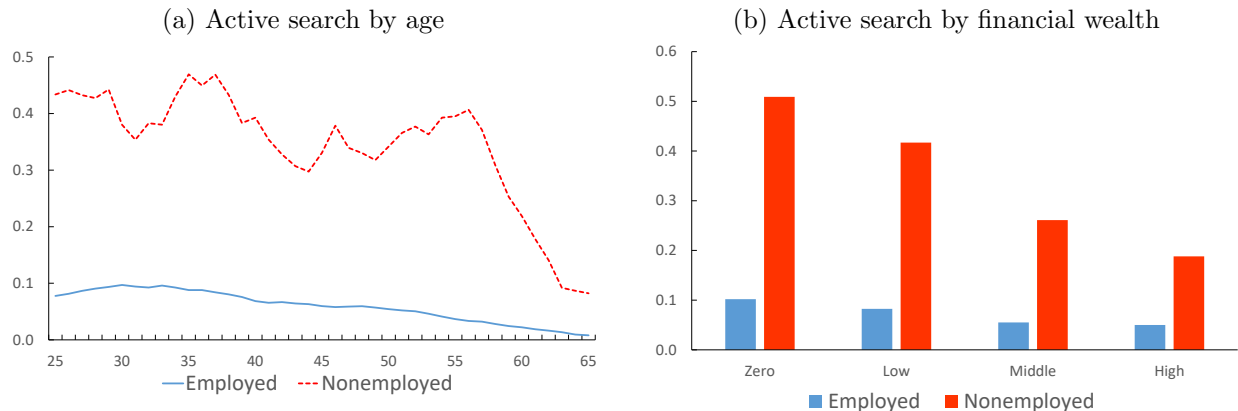 (a) Active search by age
0.5
0.4
0.3
0.2
0.1
0.0
25 30 35 40 45 50 55 60 65
Employed Nonemployed
(b) Active search by financial wealth
0.6
0.5
0.4
0.3
0.2
0.1
0.0
Zero Low Middle High
Employed Nonemployed